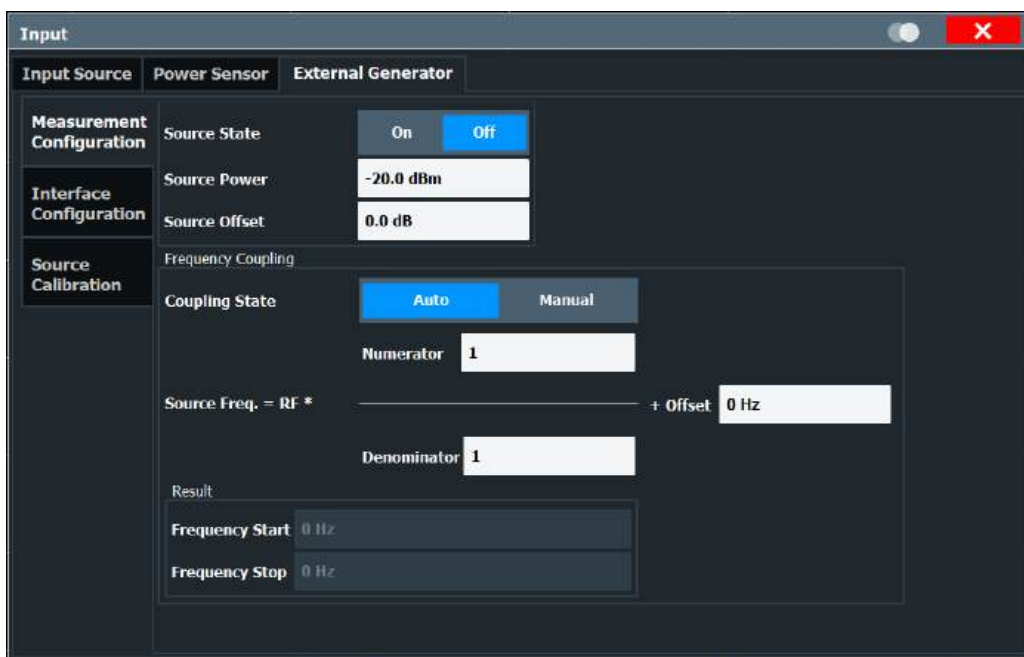 Input
Input Source
Power Sensor
External Generator
Measurement
Configuration
Interface
Configuration
Source
Calibration
Source State
On
Off
Source Power
-20.0 dBm
Source Offset
0.0 dB
Frequency Coupling
Coupling State
Auto
Manual
Numerator
1
Source Freq. = RF *
+ Offset
0 Hz
Denominator
1
Result
Frequency Start
0 Hz
Frequency Stop
0 Hz